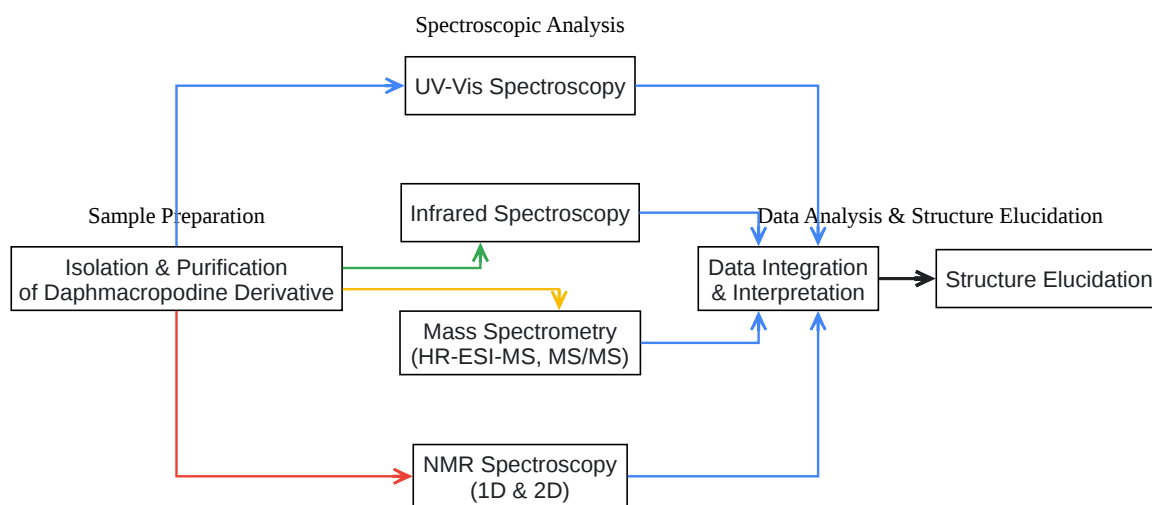 Spectroscopic Analysis
UV-Vis Spectroscopy
Sample Preparation
Infrared Spectroscopy
Data Analysis & Structure Elucidation
Isolation & Purification
of Daphmacropodine Derivative
Data Integration
& Interpretation
Structure Elucidation
Mass Spectrometry
(HR-ESI-MS, MS/MS)
NMR Spectroscopy
(1D & 2D)